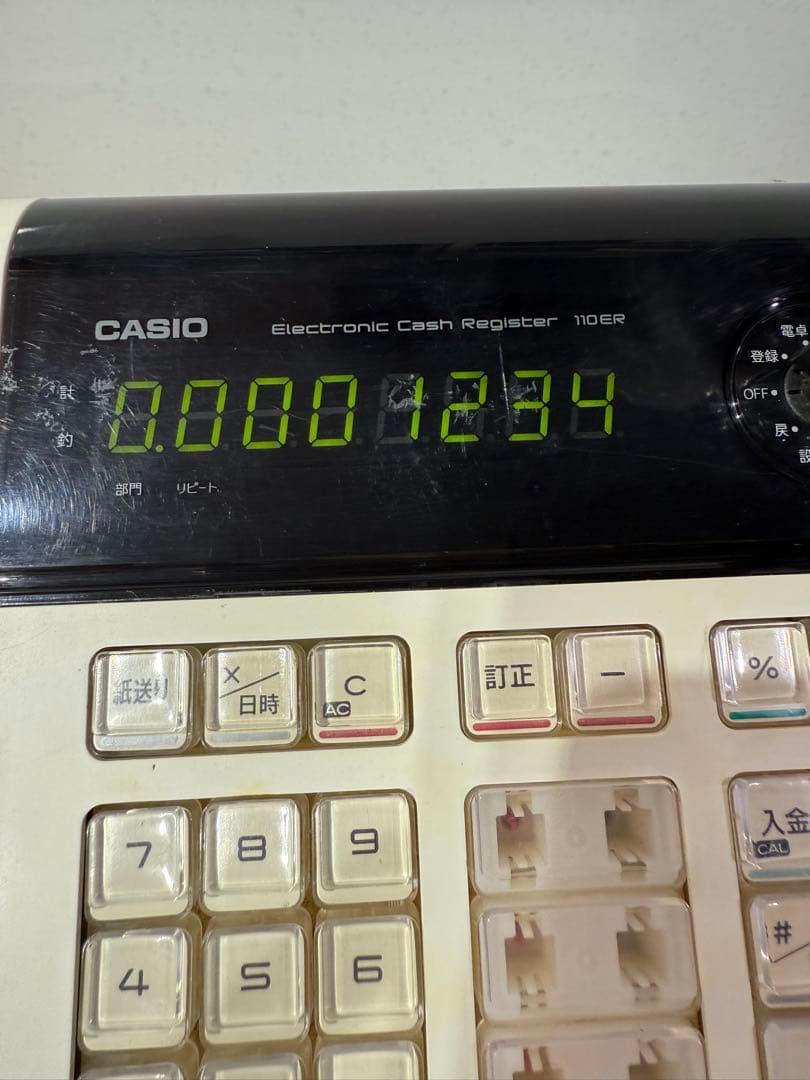 CASIO Electronic Cash Register 110ER
電卓
登録
OFF
戻
設
計
釣
0.0001234
部門 リピート
紙送り ×/日時 C AC 訂正 − %
7 8 9 入金 CAL
4 5 6 #